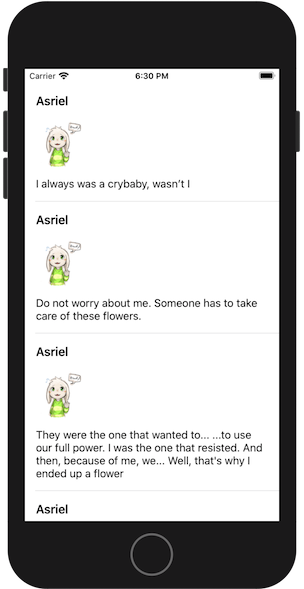 Carrier 6:30 PM
Asriel
I always was a crybaby, wasn’t I
Asriel
Do not worry about me. Someone has to take
care of these flowers.
Asriel
They were the one that wanted to... ...to use
our full power. I was the one that resisted. And
then, because of me, we... Well, that's why I
ended up a flower
Asriel